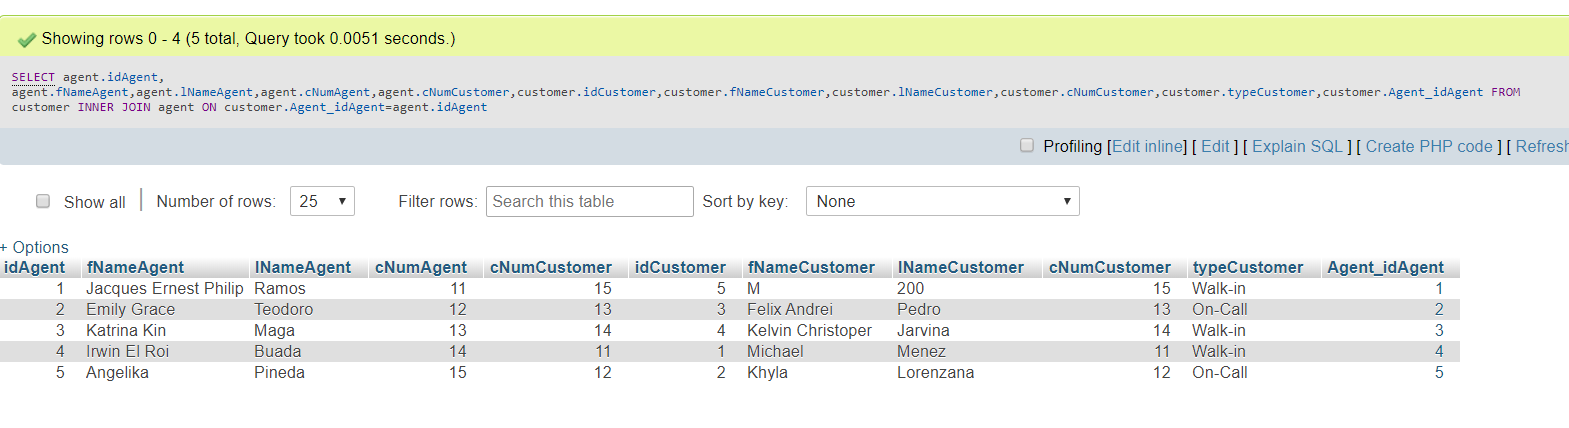 Showing rows 0 - 4 (5 total, Query took 0.0051 seconds.)
SELECT agent.idAgent,
agent.fNameAgent,agent.lNameAgent,agent.cNumAgent,agent.cNumCustomer,customer.idCustomer,customer.fNameCustomer,customer.lNameCustomer,customer.cNumCustomer,customer.typeCustomer,customer.Agent_idAgent FROM
customer INNER JOIN agent ON customer.Agent_idAgent=agent.idAgent
Profiling [Edit inline] [ Edit ] [ Explain SQL ] [ Create PHP code ] [ Refresh
Show all Number of rows: 25 Filter rows: Search this table Sort by key: None
+ Options
idAgent fNameAgent lNameAgent cNumAgent cNumCustomer idCustomer fNameCustomer lNameCustomer cNumCustomer typeCustomer Agent_idAgent
1 Jacques Ernest Philip Ramos 11 15 5 M 200 15 Walk-in 1
2 Emily Grace Teodoro 12 13 3 Felix Andrei Pedro 13 On-Call 2
3 Katrina Kin Maga 13 14 4 Kelvin Christoper Jarvina 14 Walk-in 3
4 Irwin El Roi Buada 14 11 1 Michael Menez 11 Walk-in 4
5 Angelika Pineda 15 12 2 Khyla Lorenzana 12 On-Call 5